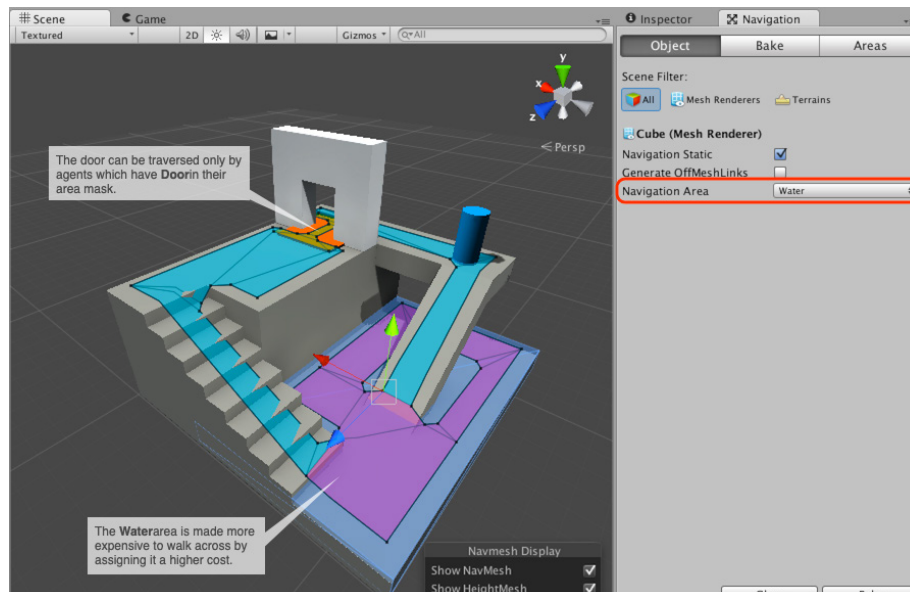 Scene
Game
Textured
2D
Gizmos
All
y
x
z
Persp
The door can be traversed only by
agents which have Doorin their
area mask.
The Waterarea is made more
expensive to walk across by
assigning it a higher cost.
Navmesh Display
Show NavMesh
Show HeightMesh
Inspector
Navigation
Object
Bake
Areas
Scene Filter:
All
Mesh Renderers
Terrains
Cube (Mesh Renderer)
Navigation Static
Generate OffMeshLinks
Navigation Area
Water